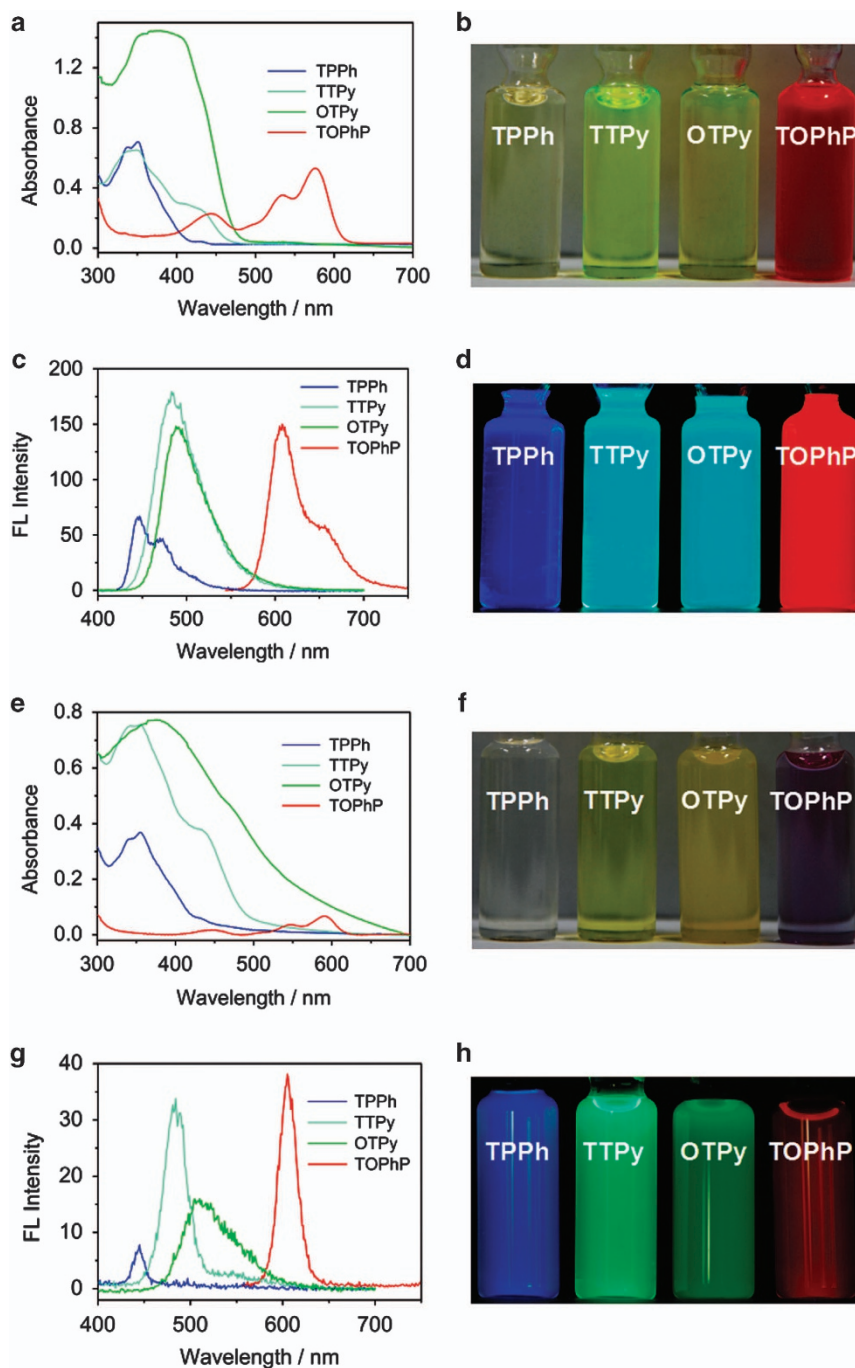 a
1.2
0.8
0.4
0.0
Absorbance
TPPh
TTPy
OTPy
TOPhP
300 400 500 600 700
Wavelength / nm
b
TPPh TTPy OTPy TOPhP
c
200
150
100
50
0
FL Intensity
TPPh
TTPy
OTPy
TOPhP
400 500 600 700
Wavelength / nm
d
TPPh TTPy OTPy TOPhP
e
0.8
0.6
0.4
0.2
0.0
Absorbance
TPPh
TTPy
OTPy
TOPhP
300 400 500 600 700
Wavelength / nm
f
TPPh TTPy OTPy TOPhP
g
40
30
20
10
0
FL Intensity
TPPh
TTPy
OTPy
TOPhP
400 500 600 700
Wavelength / nm
h
TPPh TTPy OTPy TOPhP